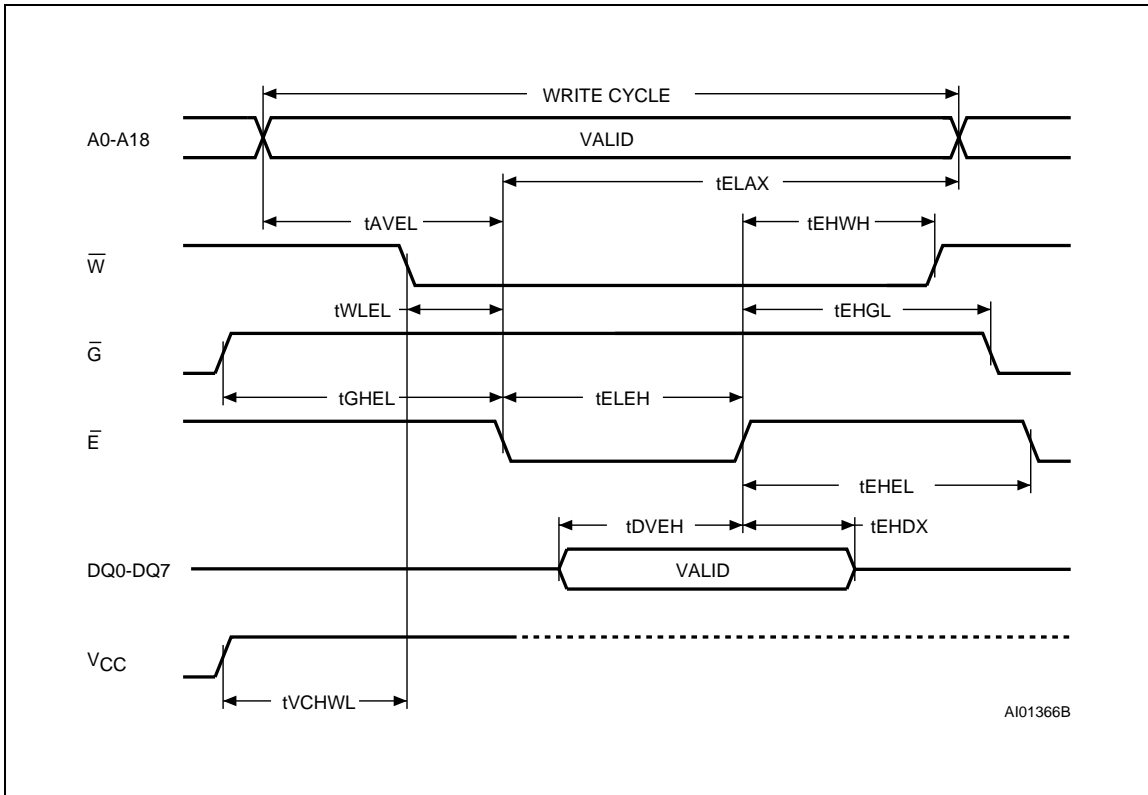 WRITE CYCLE
A0-A18
VALID
tELAX
tAVEL
tEHWH
W̅
tWLEL
tEHGL
G̅
tGHEL
tELEH
E̅
tEHEL
tDVEH
tEHDX
DQ0-DQ7
VALID
VCC
tVCHWL
AI01366B